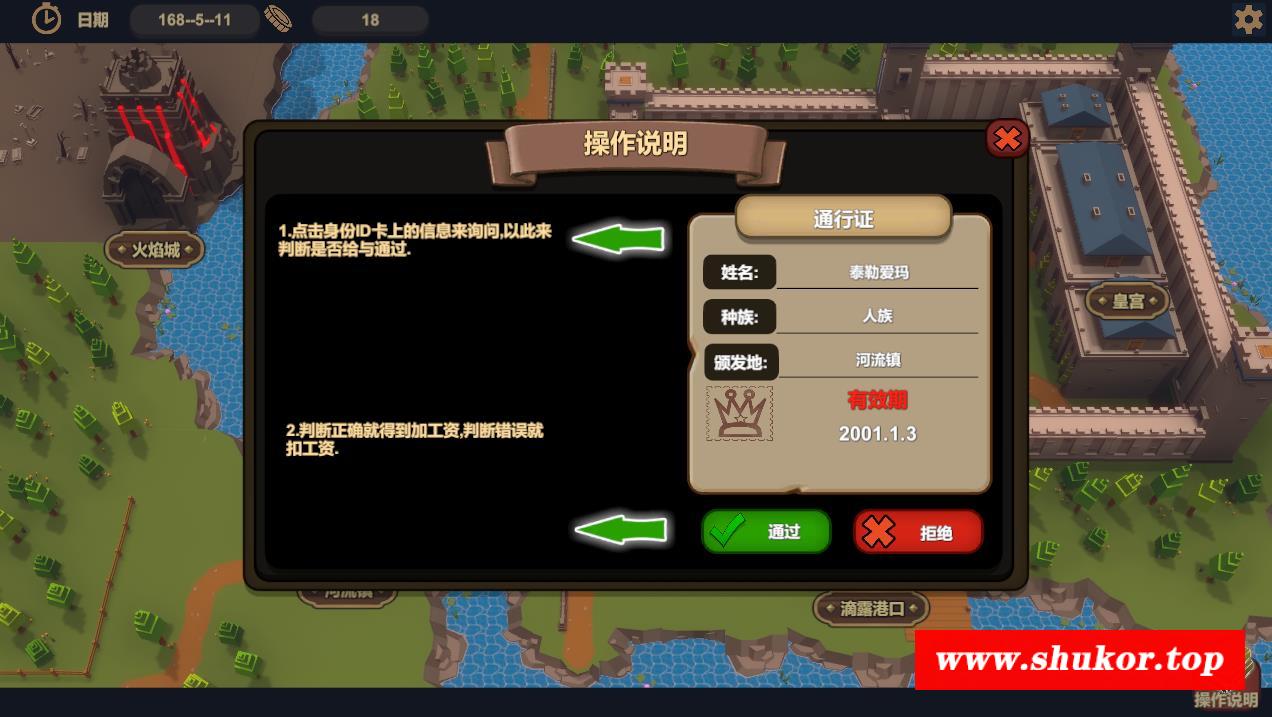 日期
168--5--11
18
操作说明
火焰城
1.点击身份ID卡上的信息来询问,以此来
判断是否给与通过.
通行证
姓名:
泰勒爱玛
种族:
人族
颁发地:
河流镇
有效期
2001.1.3
皇宫
2.判断正确就得到加工资,判断错误就
扣工资.
通过
拒绝
河流镇
滴露港口
www.shukor.top
操作说明